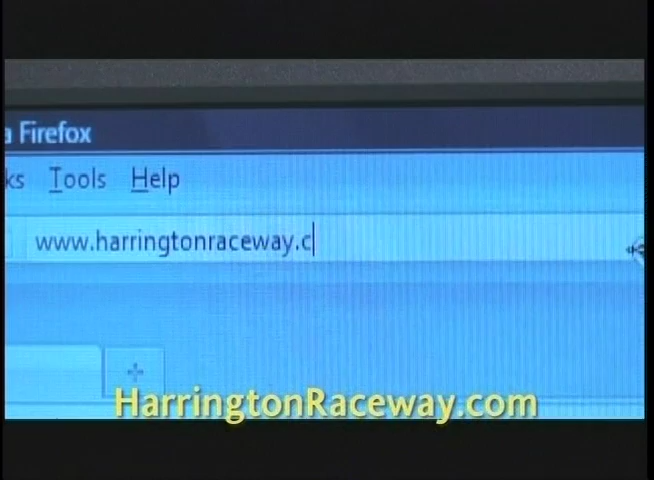 a Firefox
ks Tools Help
www.harringtonraceway.c
+
HarringtonRaceway.com